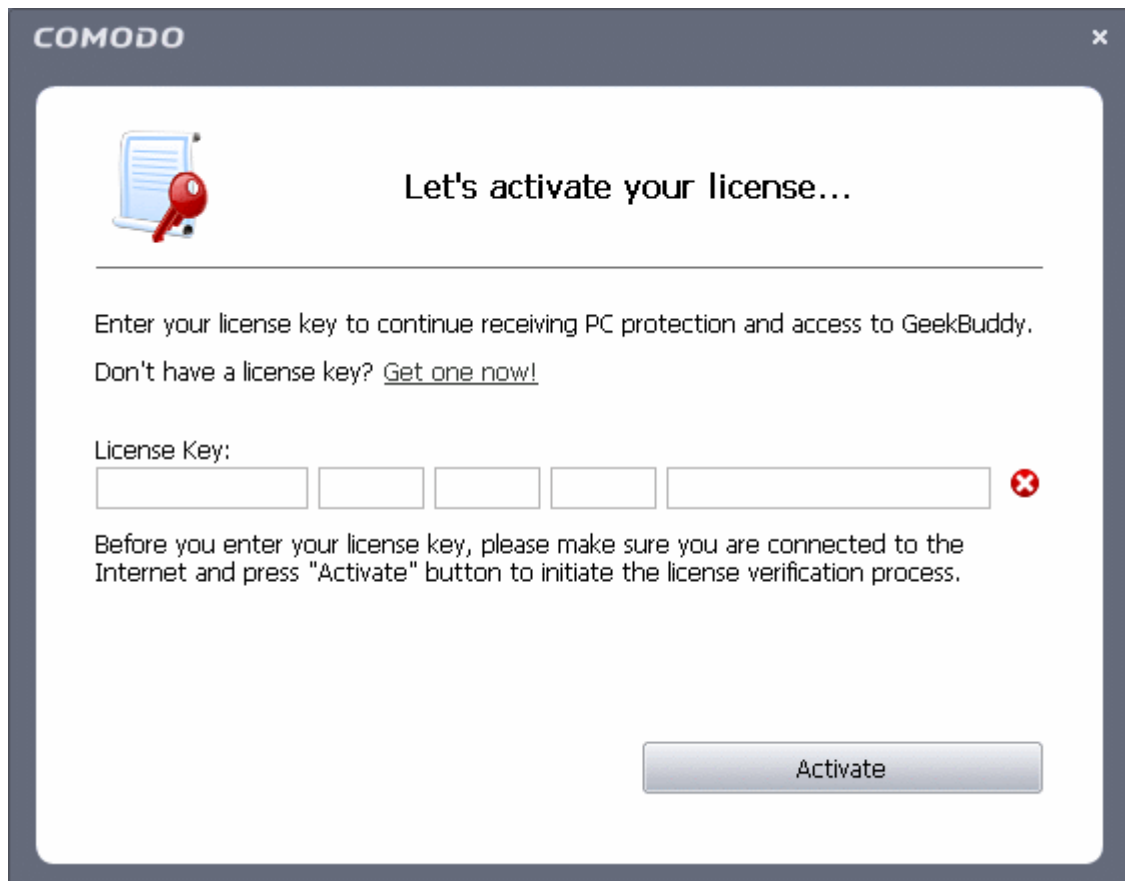 COMODO
Let's activate your license...
Enter your license key to continue receiving PC protection and access to GeekBuddy.
Don't have a license key? Get one now!
License Key:
Before you enter your license key, please make sure you are connected to the
Internet and press "Activate" button to initiate the license verification process.
Activate